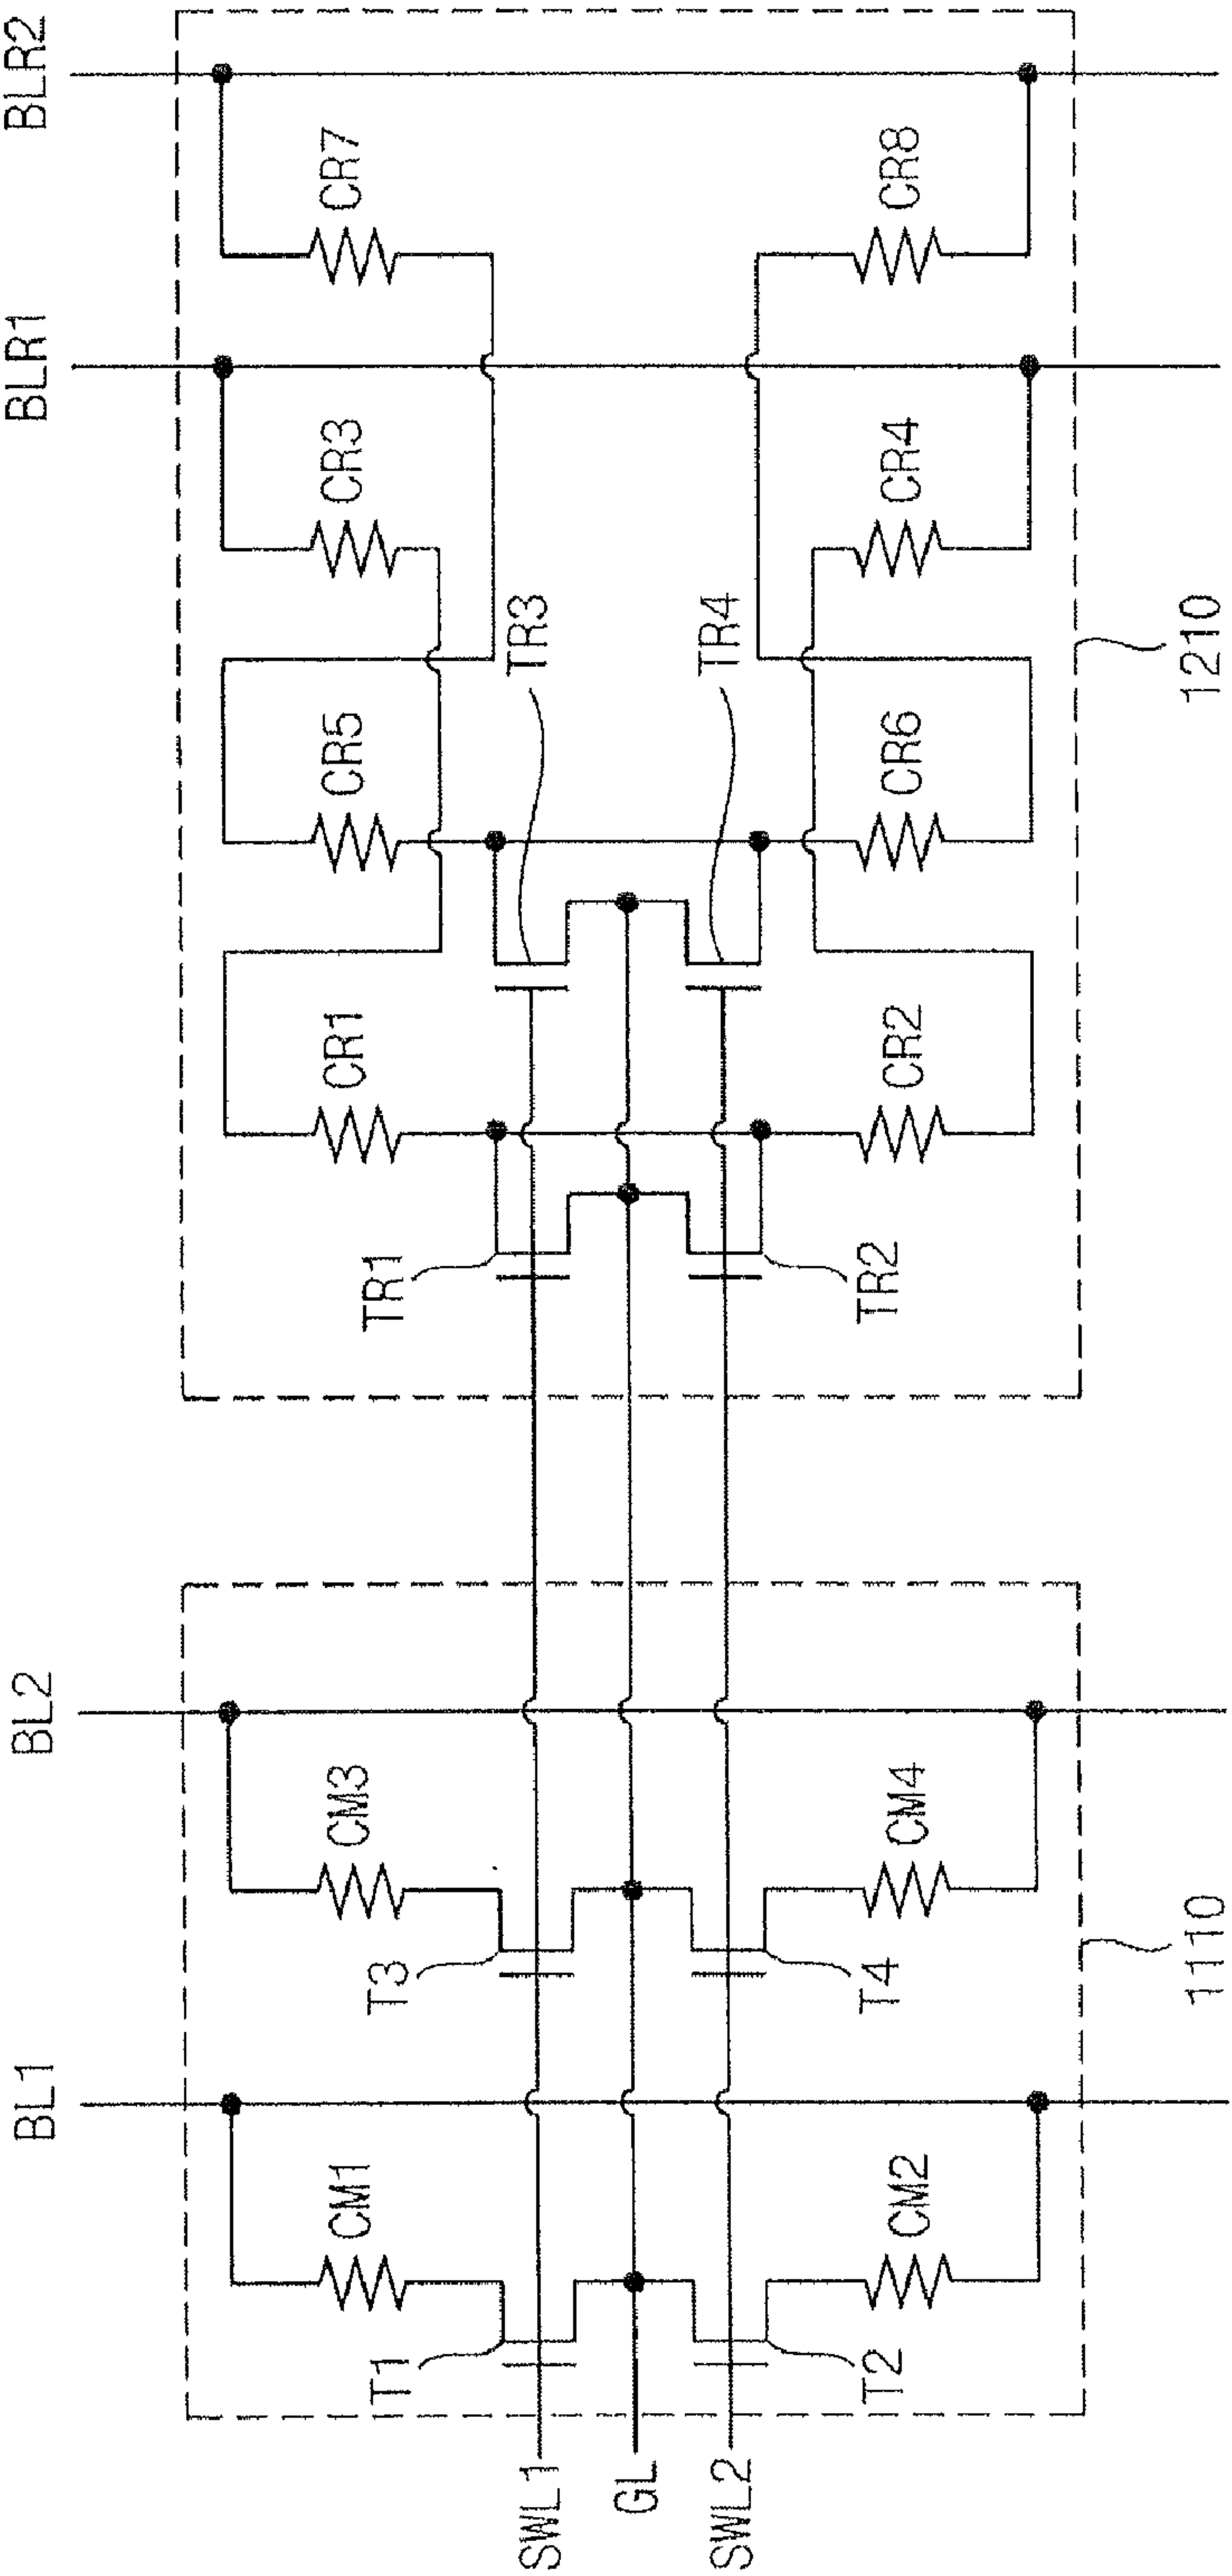 BL1
BL2
BLR1
BLR2
CM1
CM3
CR1
CR5
CR3
CR7
T1
T3
TR1
TR3
SWL1
GL
SWL2
T2
T4
TR2
TR4
CM2
CM4
CR2
CR6
CR4
CR8
1110
1210